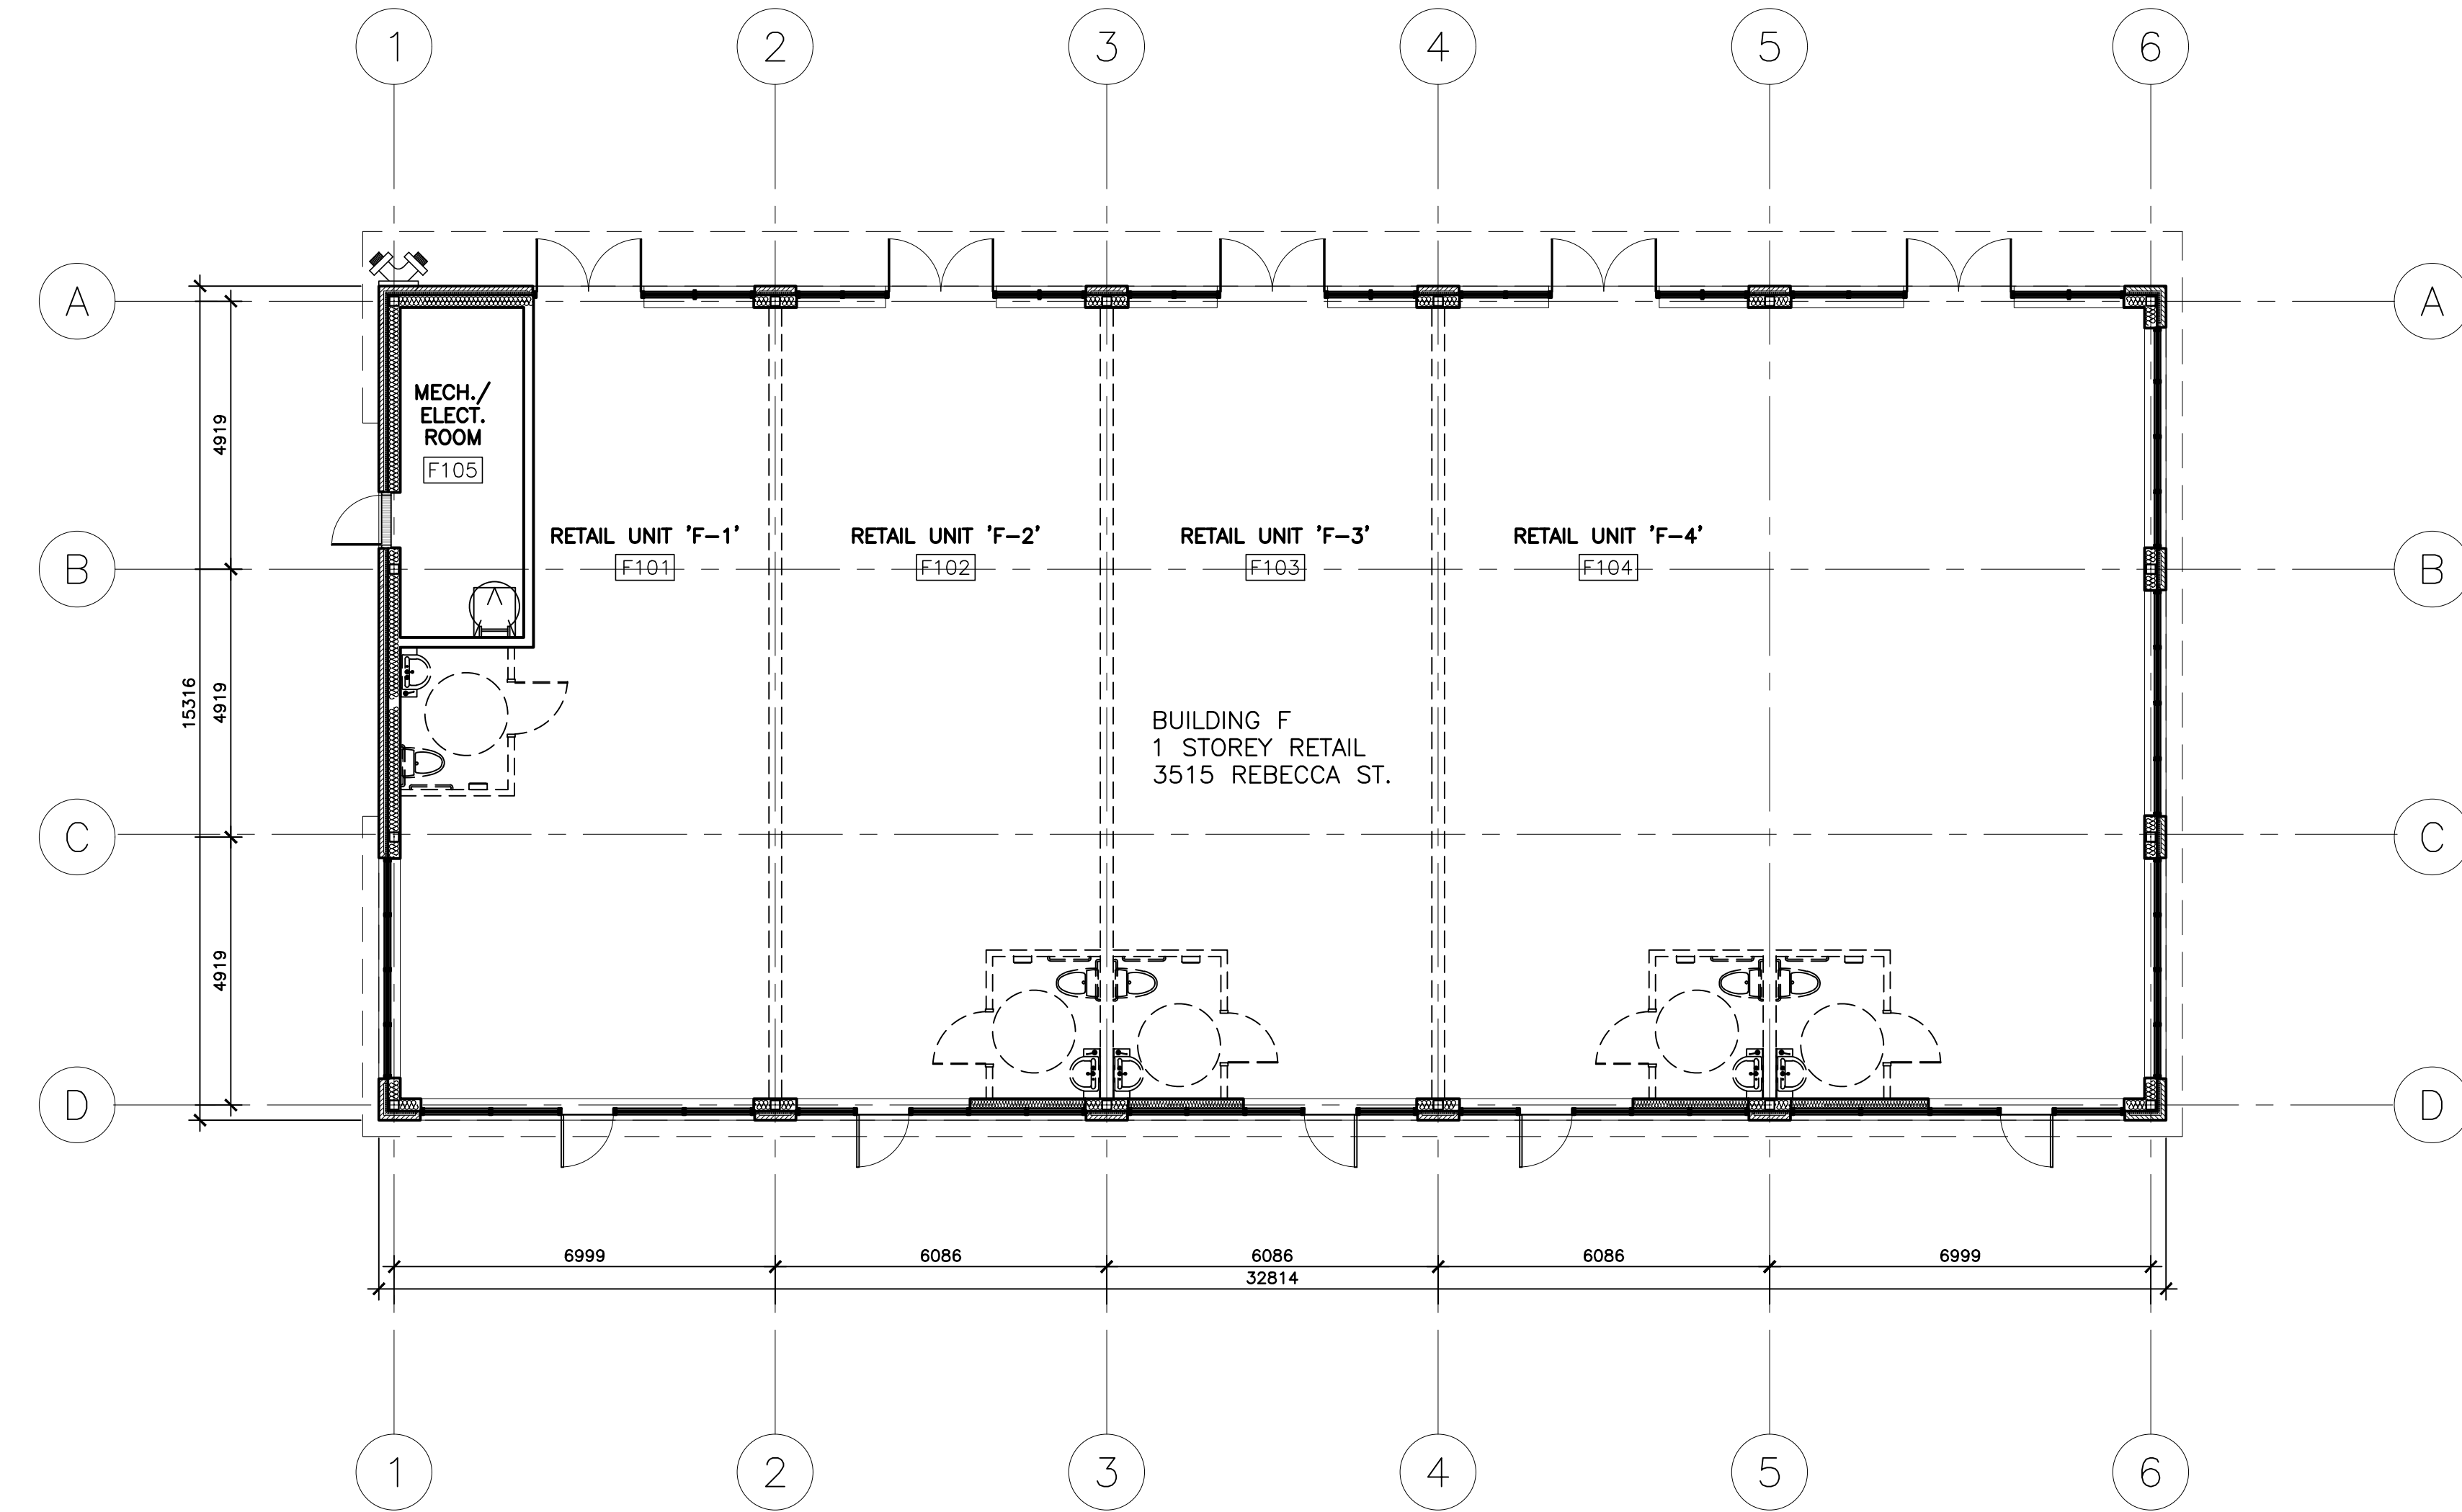 1 2 3 4 5 6
A A
MECH./
ELECT.
ROOM
F105
4919
RETAIL UNIT 'F-1' RETAIL UNIT 'F-2' RETAIL UNIT 'F-3' RETAIL UNIT 'F-4'
F101 F102 F103 F104
B B
15316
4919
BUILDING F
1 STOREY RETAIL
3515 REBECCA ST.
C C
4919
D D
6999 6086 6086 6086 6999
32814
1 2 3 4 5 6